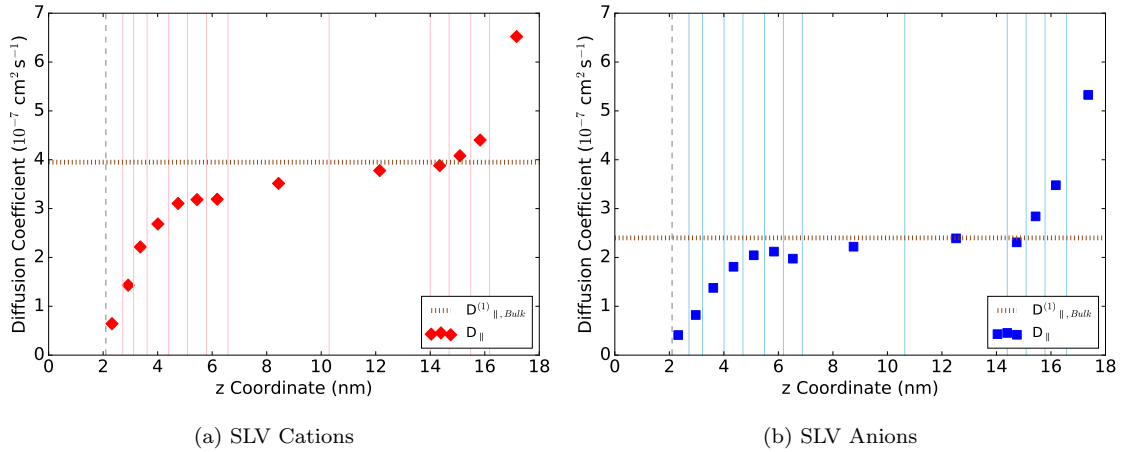 7
6
5
4
3
2
1
0
Diffusion Coefficient (10⁻⁷ cm² s⁻¹)
0 2 4 6 8 10 12 14 16 18
z Coordinate (nm)
D⁽¹⁾∥, Bulk
D∥
(a) SLV Cations
7
6
5
4
3
2
1
0
Diffusion Coefficient (10⁻⁷ cm² s⁻¹)
0 2 4 6 8 10 12 14 16 18
z Coordinate (nm)
D⁽¹⁾∥, Bulk
D∥
(b) SLV Anions